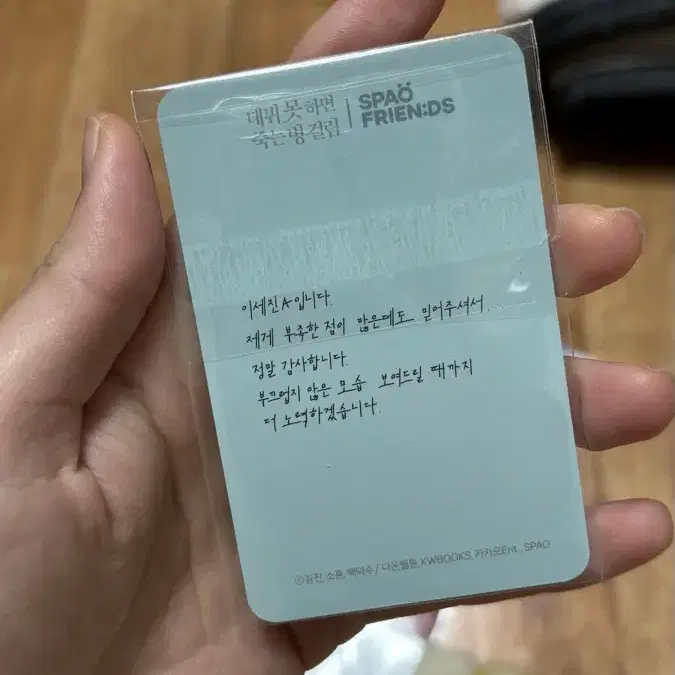 데뷔 못 하면
죽는 병 걸림
SPAO
FRIEN:DS
이세진A입니다.
제게 부족한 점이 많은데도 믿어주셔서...
정말 감사합니다.
부끄럽지 않은 모습 보여드릴 때까지
더 노력하겠습니다.
ⓒ장진, 소흔, 백덕수 / 다온웹툰, KWBOOKS, 카카오Ent., SPAO